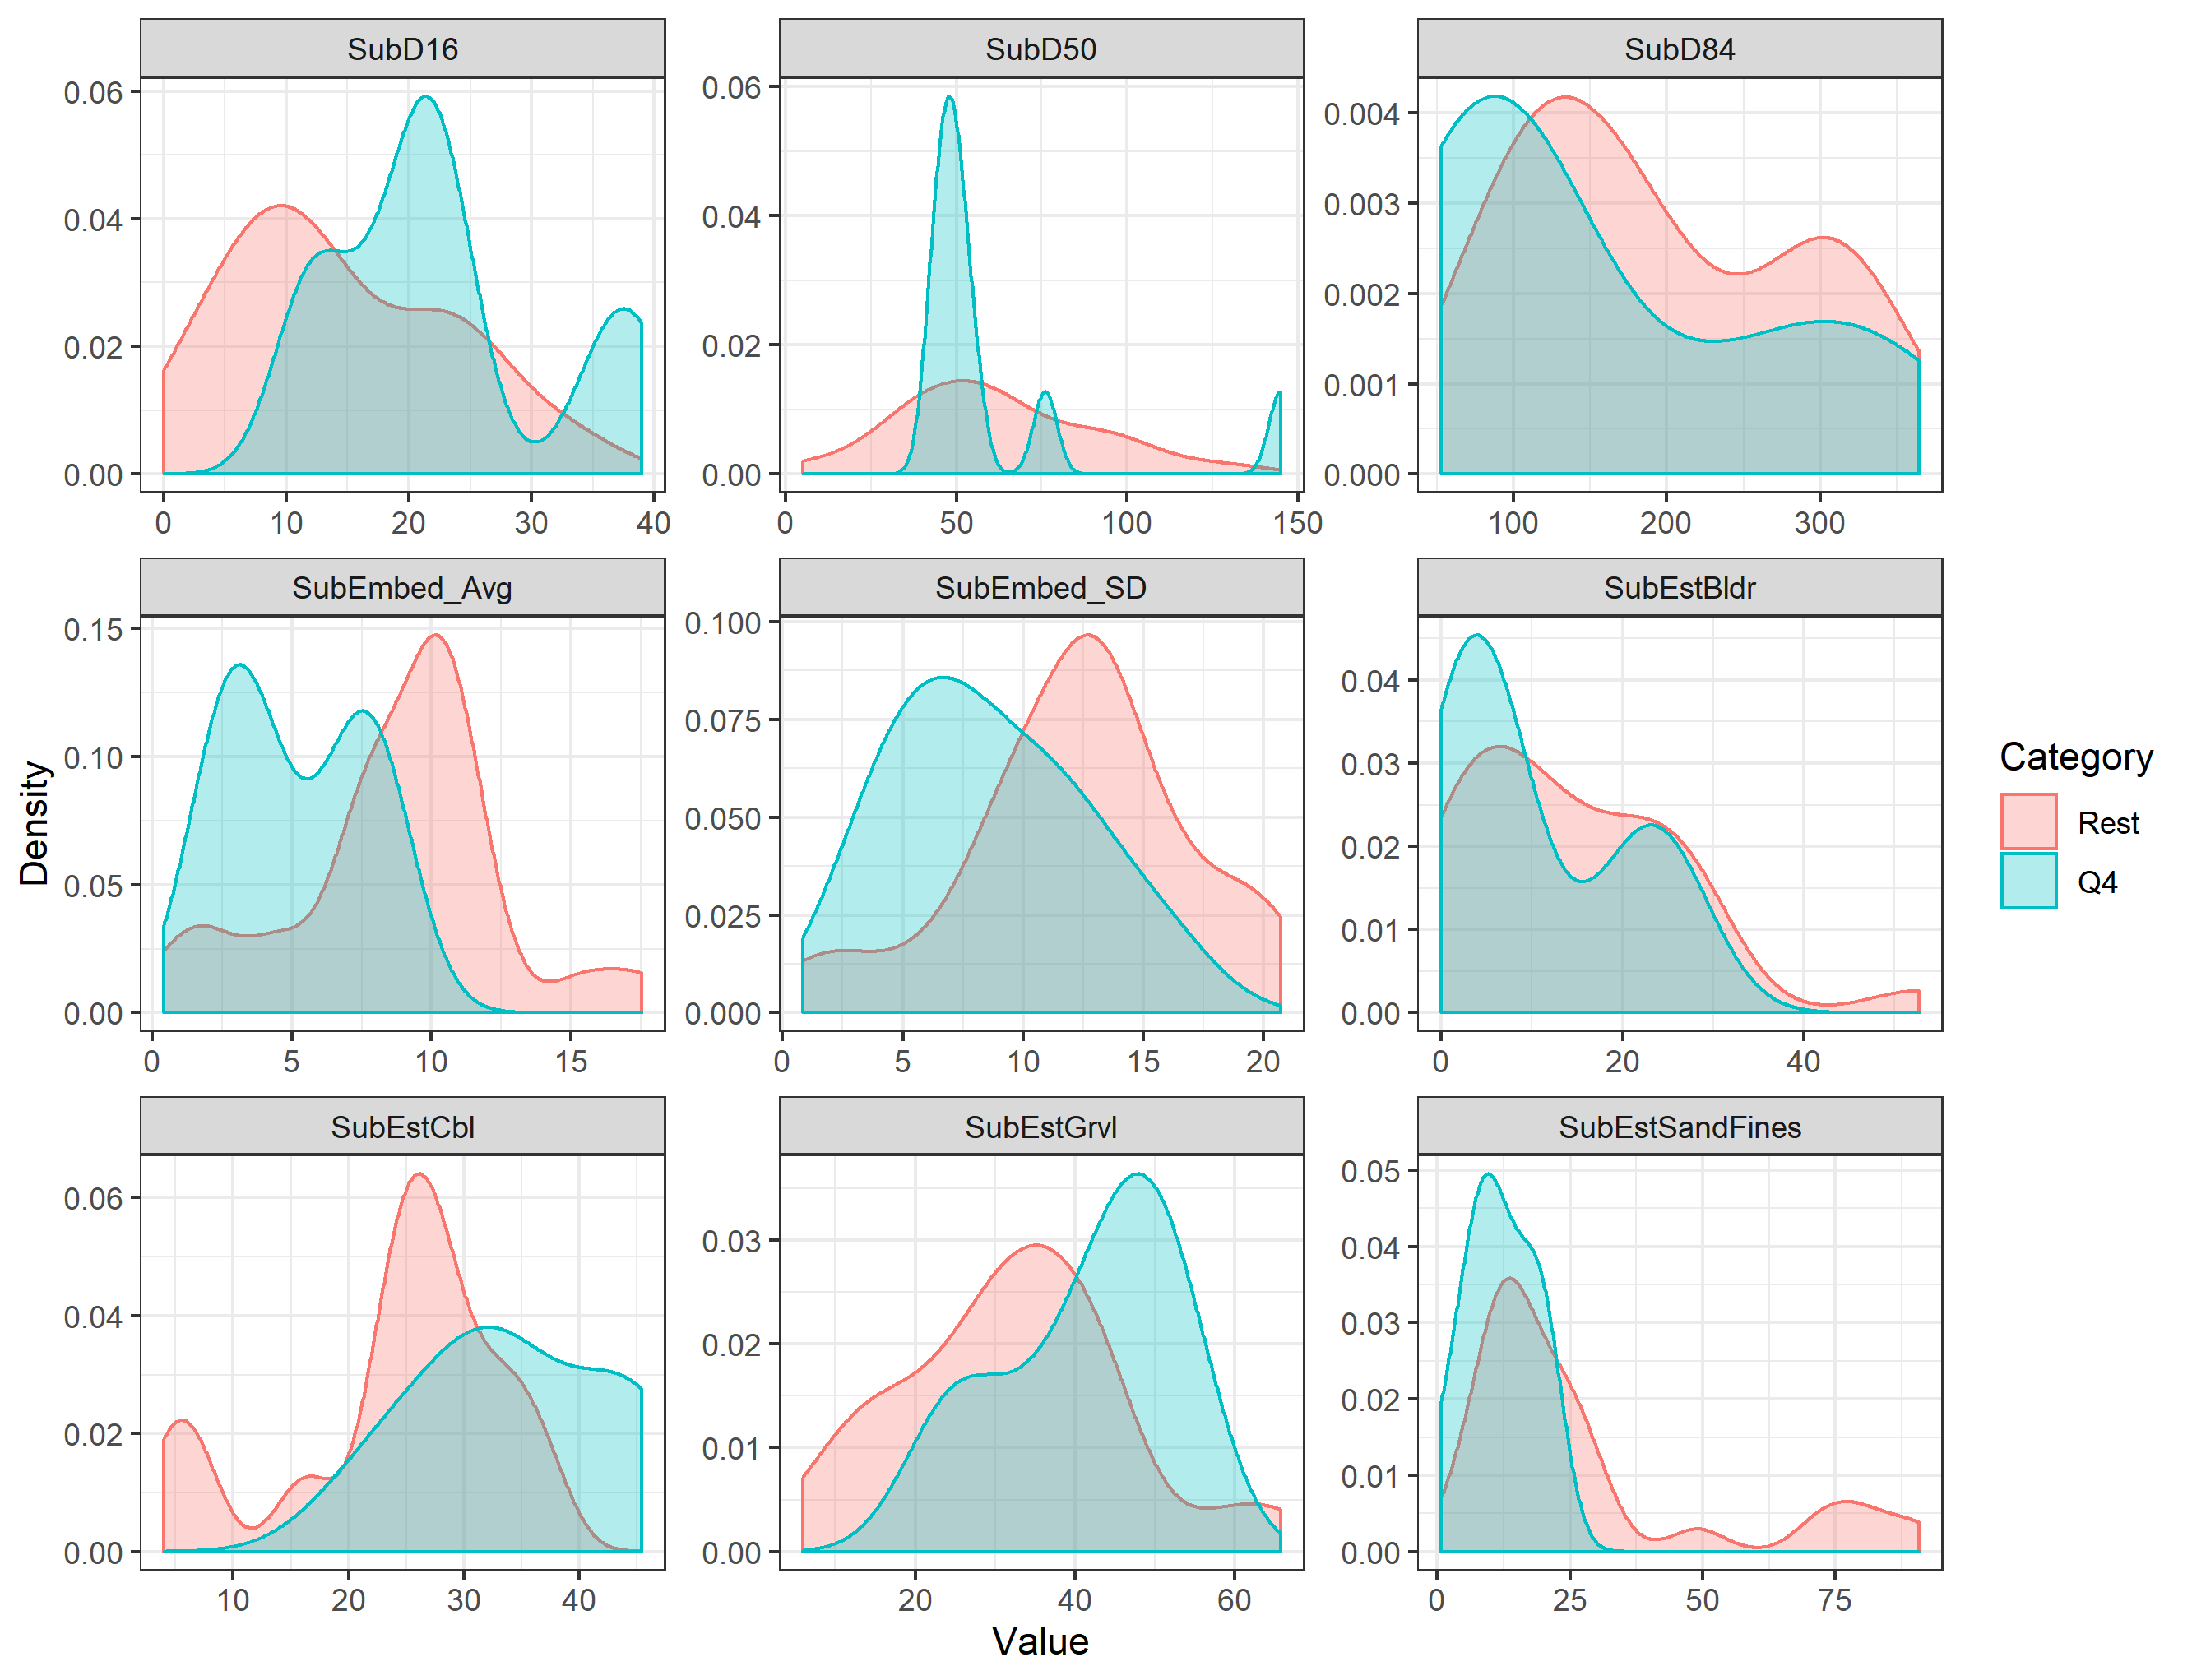 SubD16 SubD50 SubD84
0.06 0.06
0.004
0.04 0.04
0.003
0.002
0.02 0.02
0.001
0.00 0.00 0.000
0 10 20 30 40 0 50 100 150 100 200 300
SubEmbed_Avg SubEmbed_SD SubEstBldr
0.15 0.100
0.04
0.075
0.10 0.03
0.050
0.02
0.05
0.025
0.01
0.00 0.000 0.00
0 5 10 15 0 5 10 15 20 0 20 40
SubEstCbl SubEstGrvl SubEstSandFines
0.05
0.06
0.03
0.04
0.04
0.03
0.02
0.02
0.02
0.01
0.01
0.00 0.00 0.00
10 20 30 40 20 40 60 0 25 50 75
Density
Value
Category
Rest
Q4